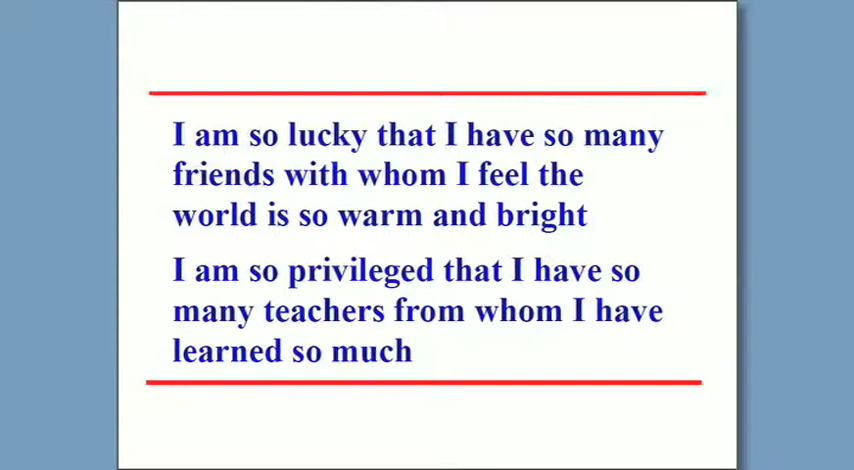 I am so lucky that I have so many
friends with whom I feel the
world is so warm and bright
I am so privileged that I have so
many teachers from whom I have
learned so much